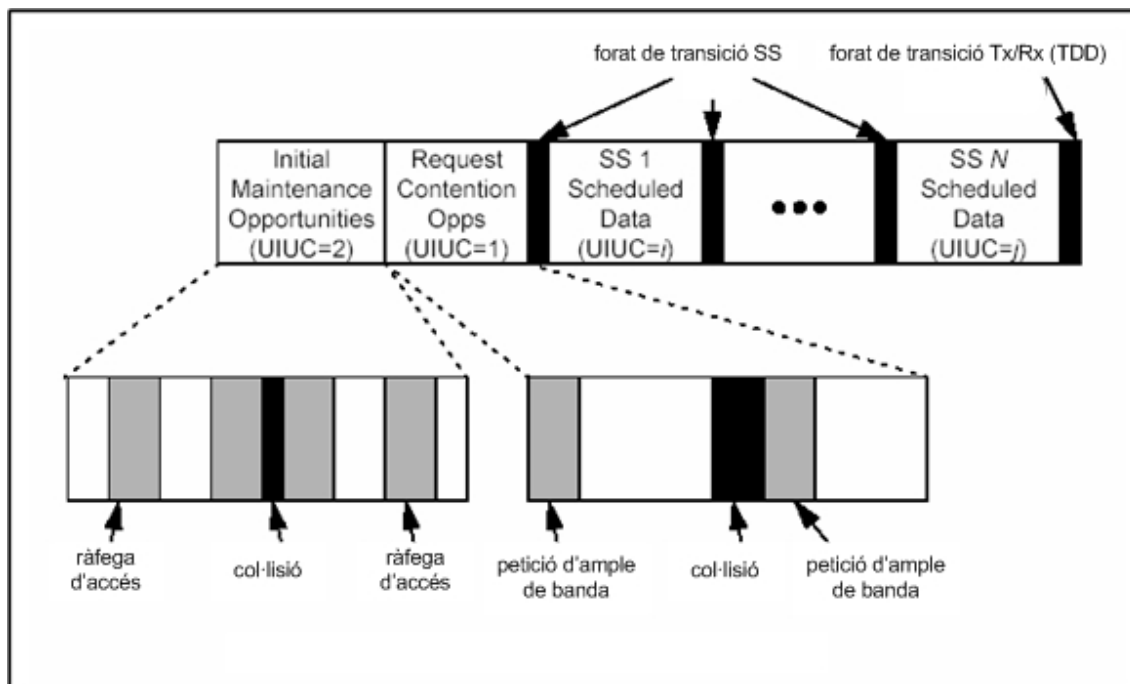 forat de transició SS
forat de transició Tx/Rx (TDD)
Initial
Maintenance
Opportunities
(UIUC=2)
Request
Contention
Opps
(UIUC=1)
SS 1
Scheduled
Data
(UIUC=i)
•••
SS N
Scheduled
Data
(UIUC=j)
ràfega
d'accés
col·lisió
ràfega
d'accés
petició d'ample
de banda
col·lisió
petició d'ample
de banda